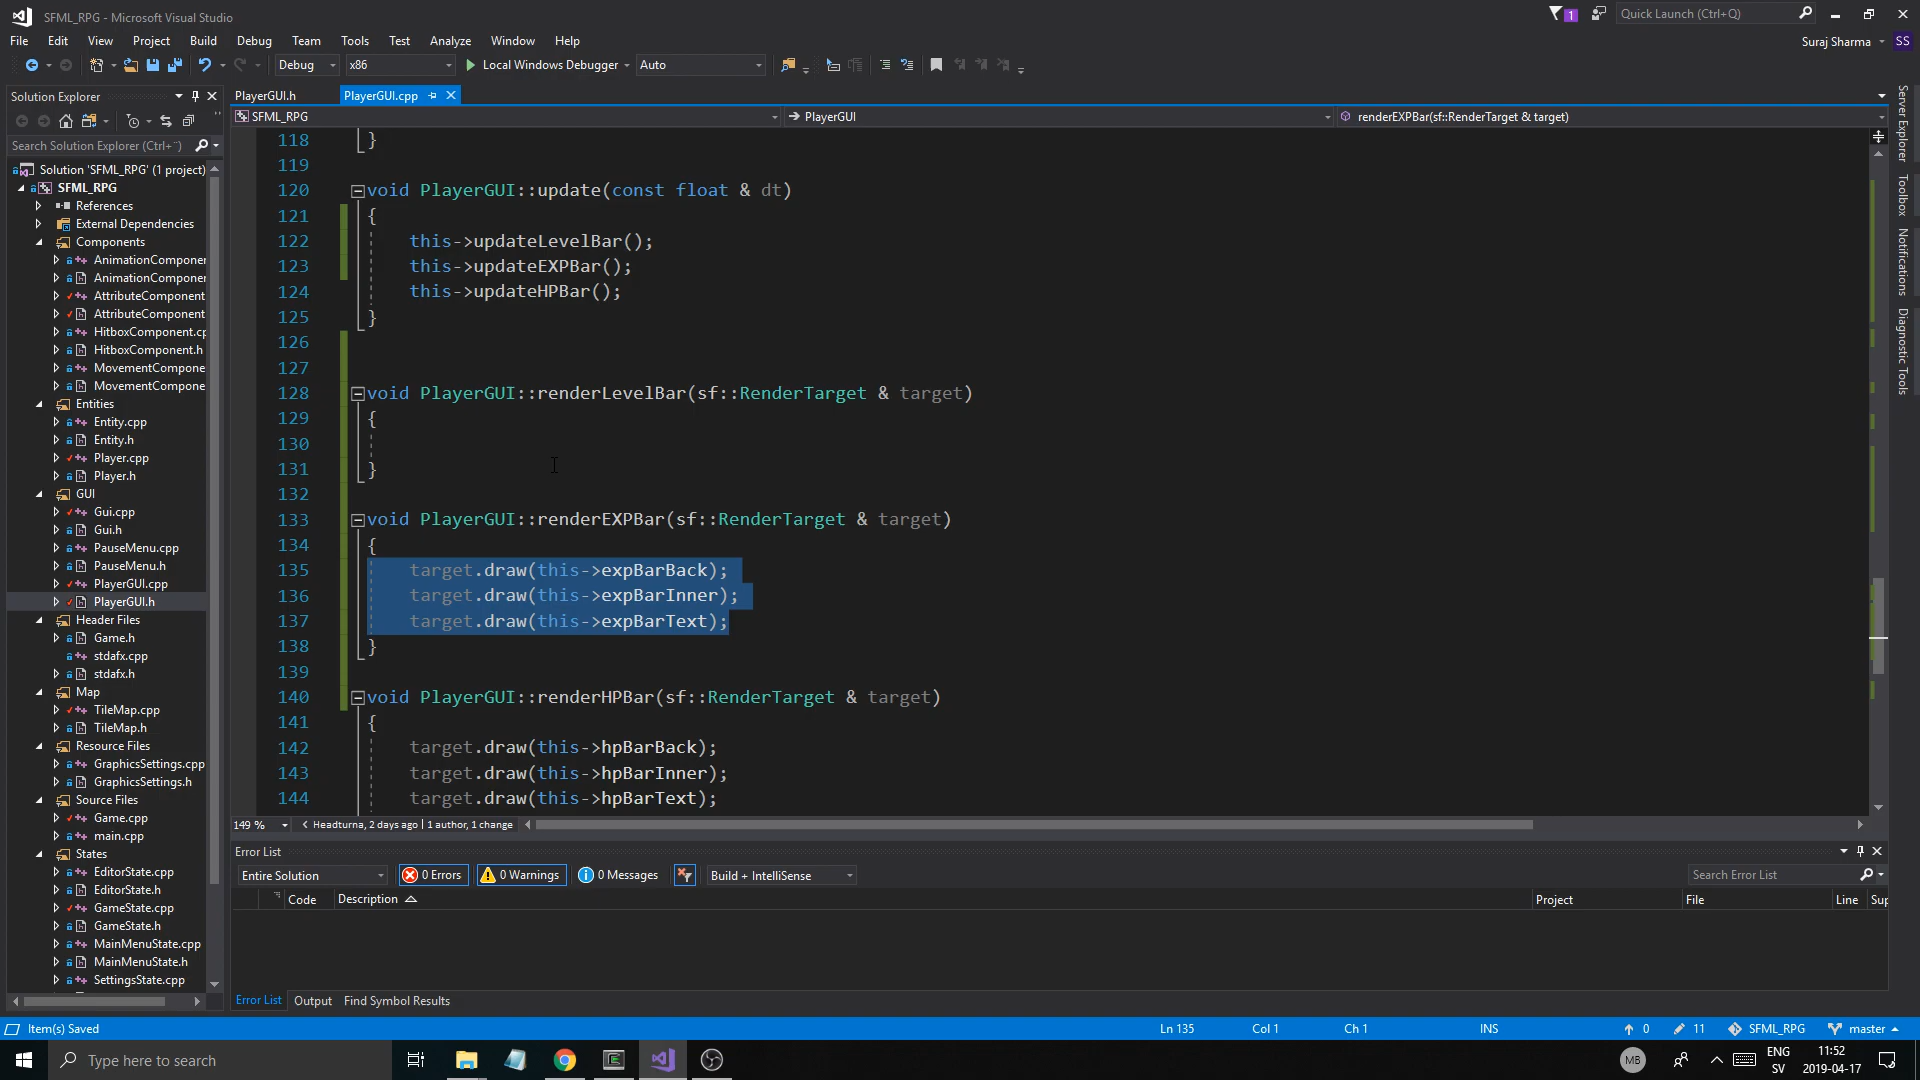 SFML_RPG - Microsoft Visual Studio
1
Quick Launch (Ctrl+Q)
File Edit View Project Build Debug Team Tools Test Analyze Window Help
Suraj Sharma SS
Debug x86 Local Windows Debugger Auto
Solution Explorer
PlayerGUI.h PlayerGUI.cpp
SFML_RPG PlayerGUI renderEXPBar(sf::RenderTarget & target)
Search Solution Explorer (Ctrl+¨)
Solution 'SFML_RPG' (1 project)
SFML_RPG
References
External Dependencies
Components
AnimationComponen
AnimationComponen
AttributeComponent
AttributeComponent
HitboxComponent.cp
HitboxComponent.h
MovementCompone
MovementCompone
Entities
Entity.cpp
Entity.h
Player.cpp
Player.h
GUI
Gui.cpp
Gui.h
PauseMenu.cpp
PauseMenu.h
PlayerGUI.cpp
PlayerGUI.h
Header Files
Game.h
stdafx.cpp
stdafx.h
Map
TileMap.cpp
TileMap.h
Resource Files
GraphicsSettings.cpp
GraphicsSettings.h
Source Files
Game.cpp
main.cpp
States
EditorState.cpp
EditorState.h
GameState.cpp
GameState.h
MainMenuState.cpp
MainMenuState.h
SettingsState.cpp
118 }
119
120 void PlayerGUI::update(const float & dt)
121 {
122 this->updateLevelBar();
123 this->updateEXPBar();
124 this->updateHPBar();
125 }
126
127
128 void PlayerGUI::renderLevelBar(sf::RenderTarget & target)
129 {
130
131 }
132
133 void PlayerGUI::renderEXPBar(sf::RenderTarget & target)
134 {
135 target.draw(this->expBarBack);
136 target.draw(this->expBarInner);
137 target.draw(this->expBarText);
138 }
139
140 void PlayerGUI::renderHPBar(sf::RenderTarget & target)
141 {
142 target.draw(this->hpBarBack);
143 target.draw(this->hpBarInner);
144 target.draw(this->hpBarText);
149 % Headturna, 2 days ago | 1 author, 1 change
Server Explorer
Toolbox
Notifications
Diagnostic Tools
Error List
Entire Solution 0 Errors 0 Warnings 0 Messages Build + IntelliSense Search Error List
Code Description Project File Line Sup
Error List Output Find Symbol Results
Item(s) Saved Ln 135 Col 1 Ch 1 INS 0 11 SFML_RPG master
Type here to search
MB
ENG
SV
11:52
2019-04-17